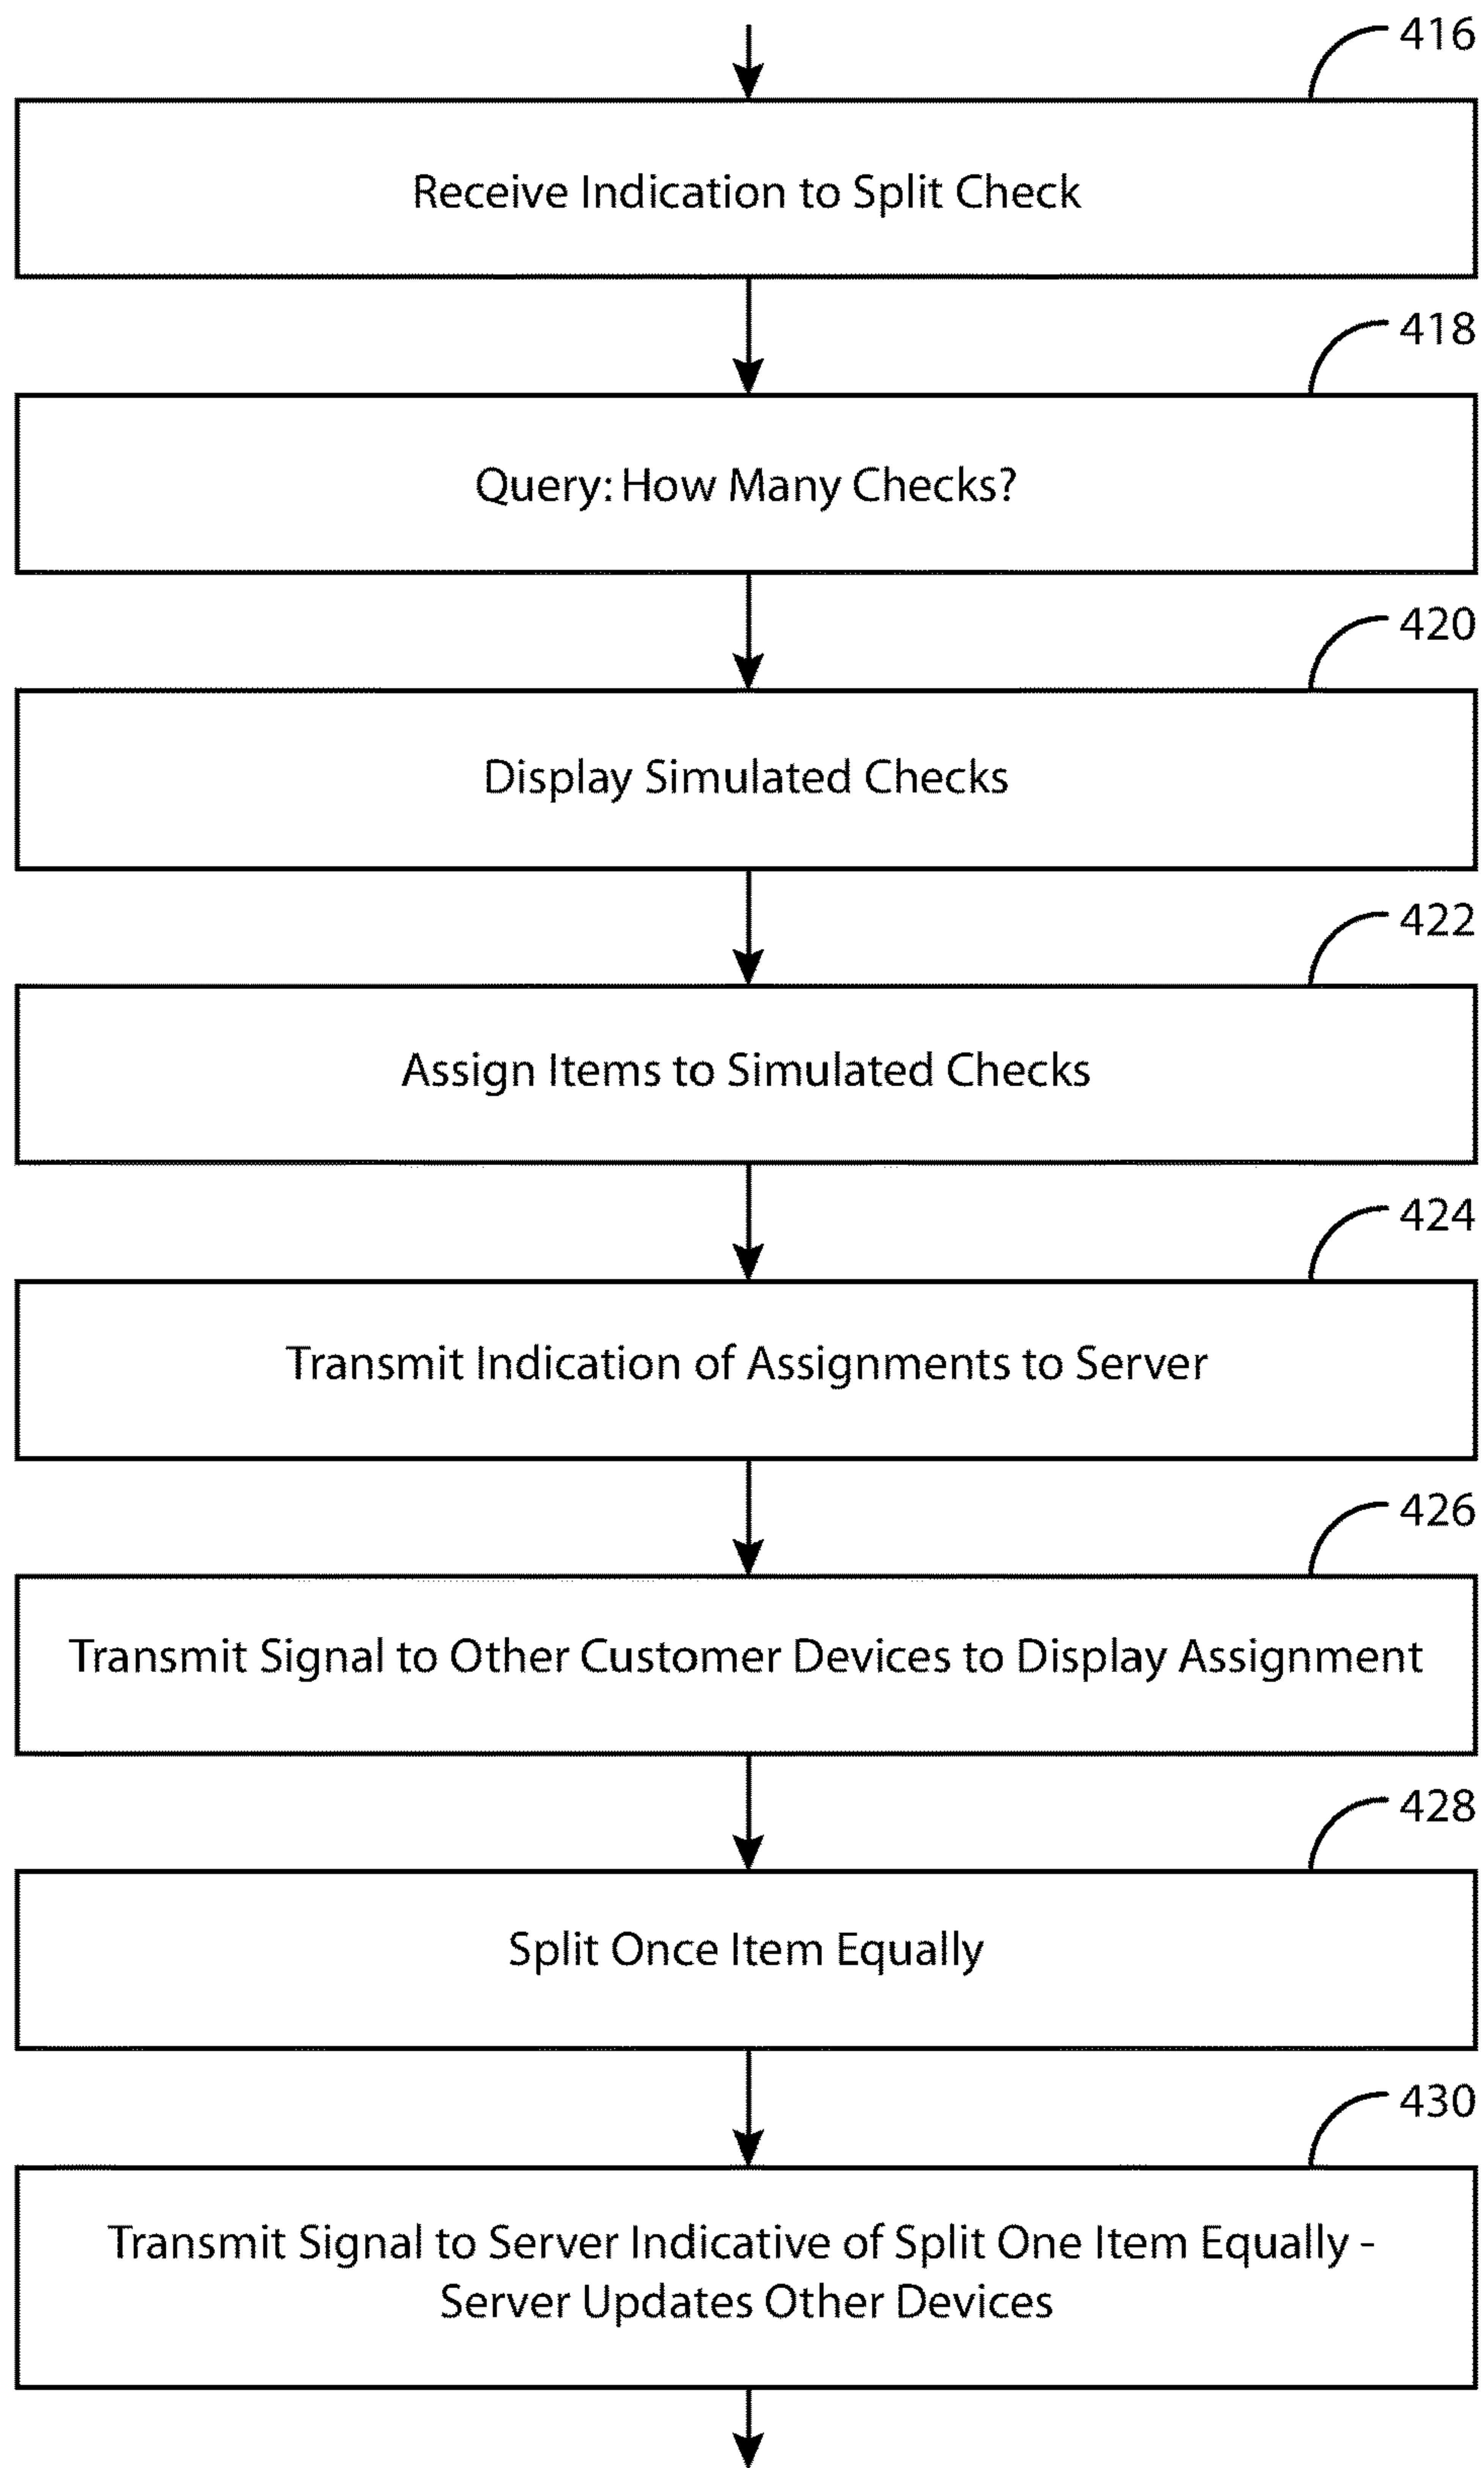 416
Receive Indication to Split Check
418
Query: How Many Checks?
420
Display Simulated Checks
422
Assign Items to Simulated Checks
424
Transmit Indication of Assignments to Server
426
Transmit Signal to Other Customer Devices to Display Assignment
428
Split Once Item Equally
430
Transmit Signal to Server Indicative of Split One Item Equally -
Server Updates Other Devices